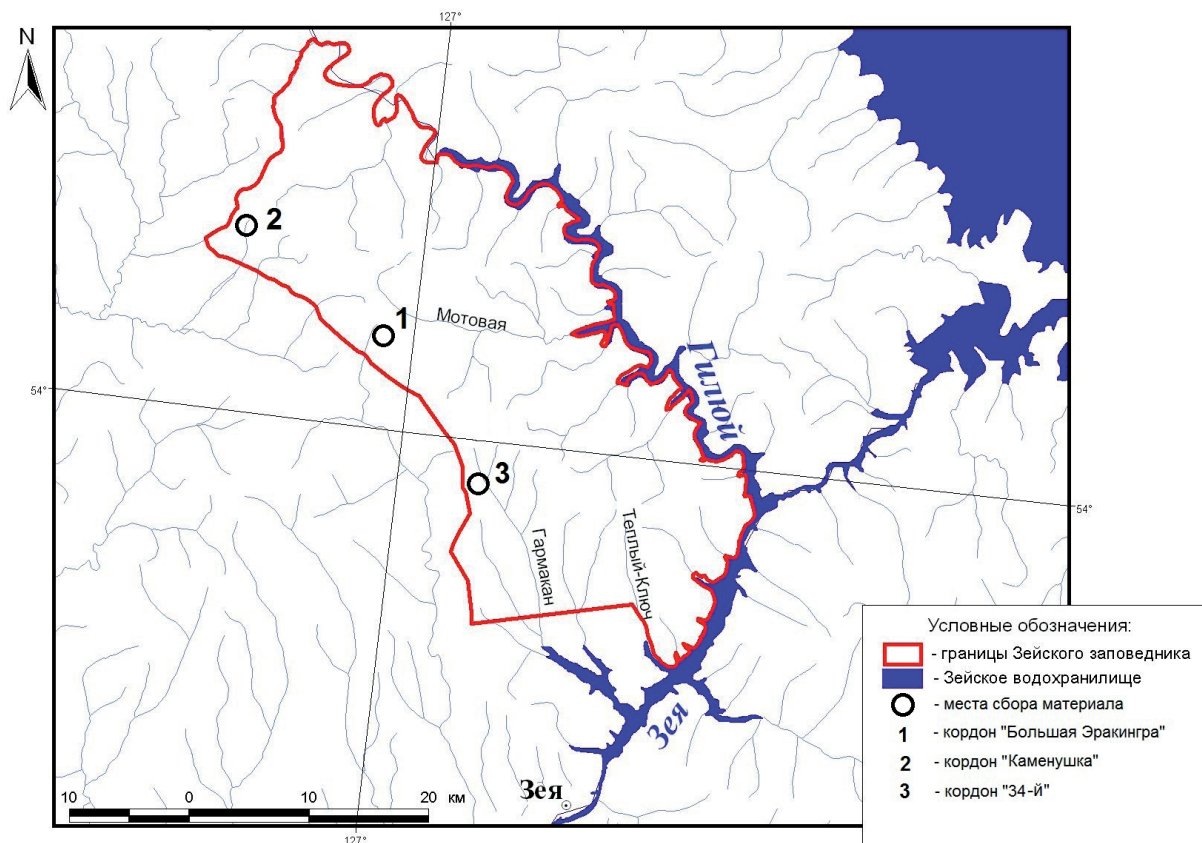 127°
N
2
1
Мотовая
Гилюй
54°
3
54°
Гармакан
Теплый-Ключ
Зея
Зея
10 0 10 20 км
127°
Условные обозначения:
- границы Зейского заповедника
- Зейское водохранилище
- места сбора материала
1 - кордон "Большая Эракингра"
2 - кордон "Каменушка"
3 - кордон "34-й"